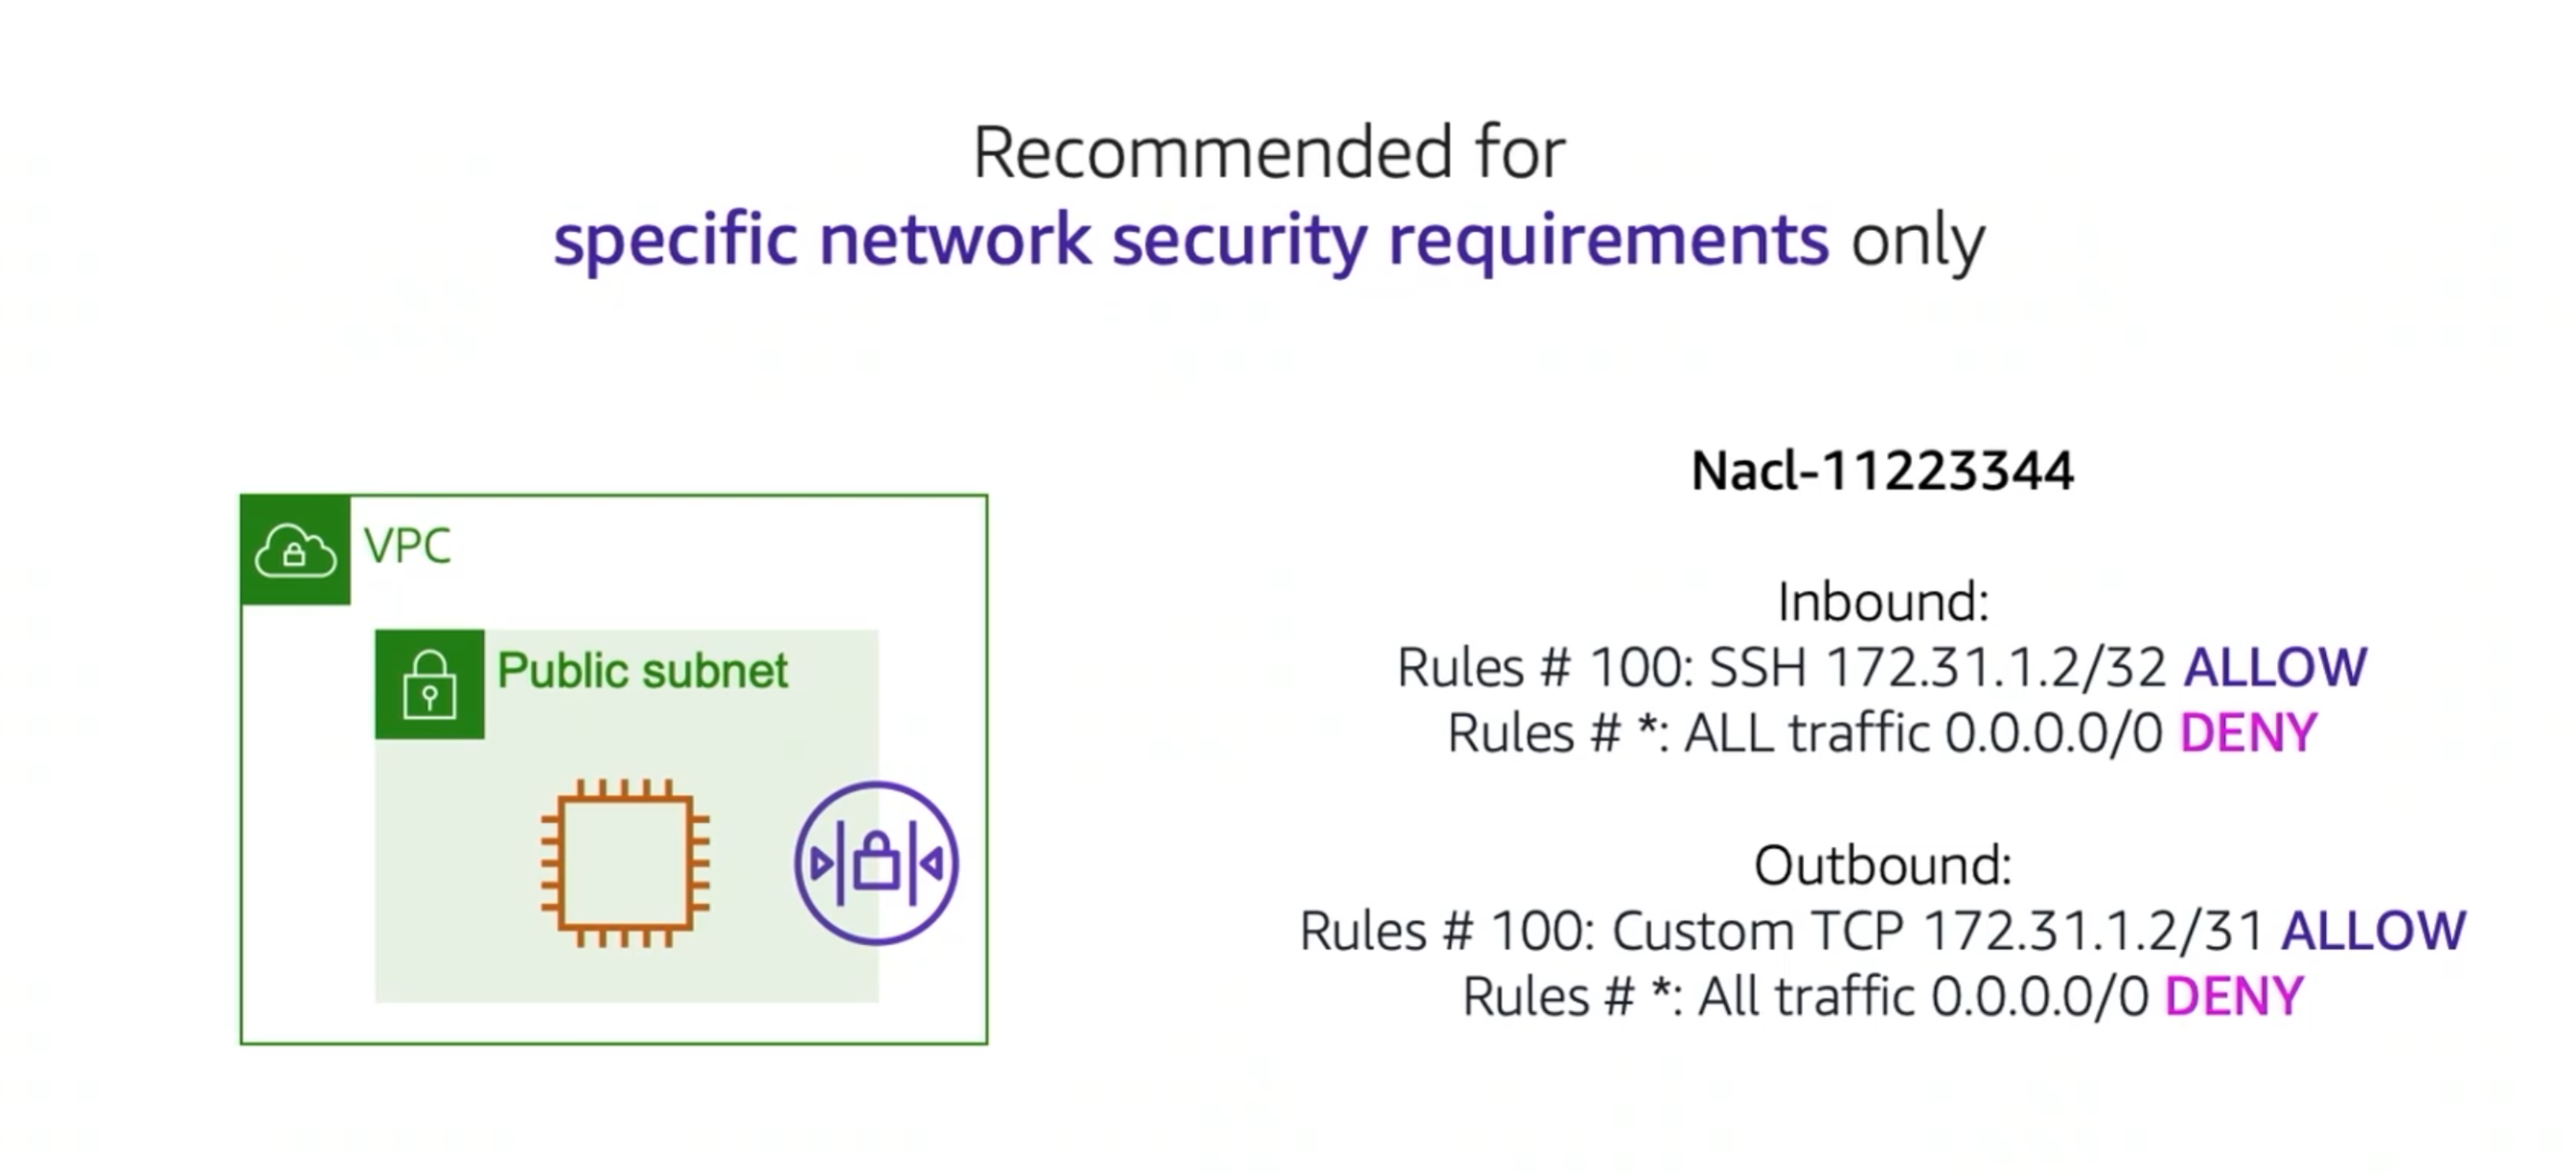 Recommended for
specific network security requirements only
VPC
Public subnet
Nacl-11223344
Inbound:
Rules # 100: SSH 172.31.1.2/32 ALLOW
Rules # *: ALL traffic 0.0.0.0/0 DENY
Outbound:
Rules # 100: Custom TCP 172.31.1.2/31 ALLOW
Rules # *: All traffic 0.0.0.0/0 DENY